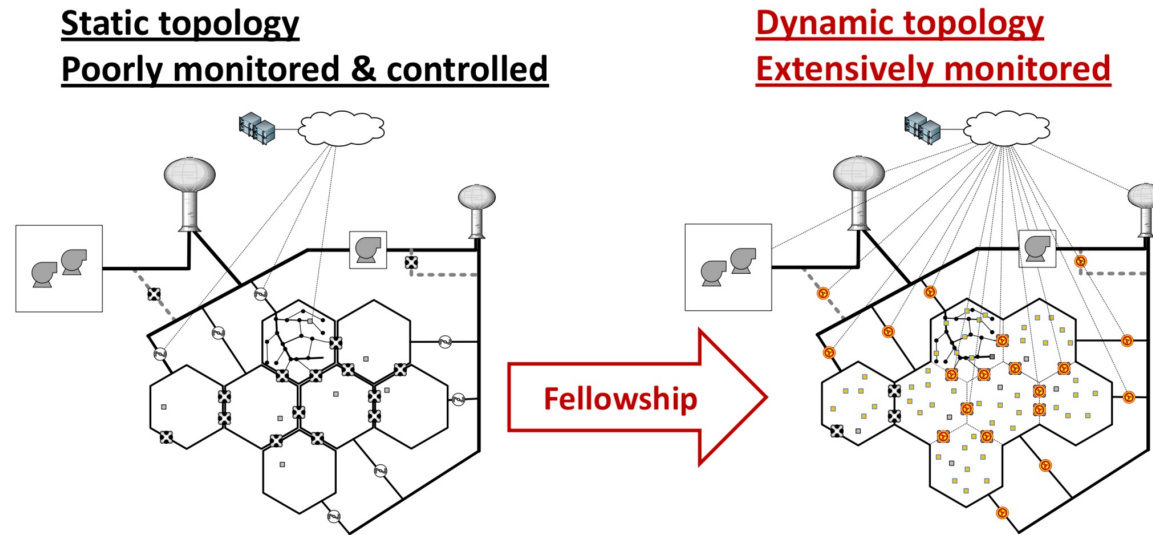 Static topology
Poorly monitored & controlled
Dynamic topology
Extensively monitored
Fellowship